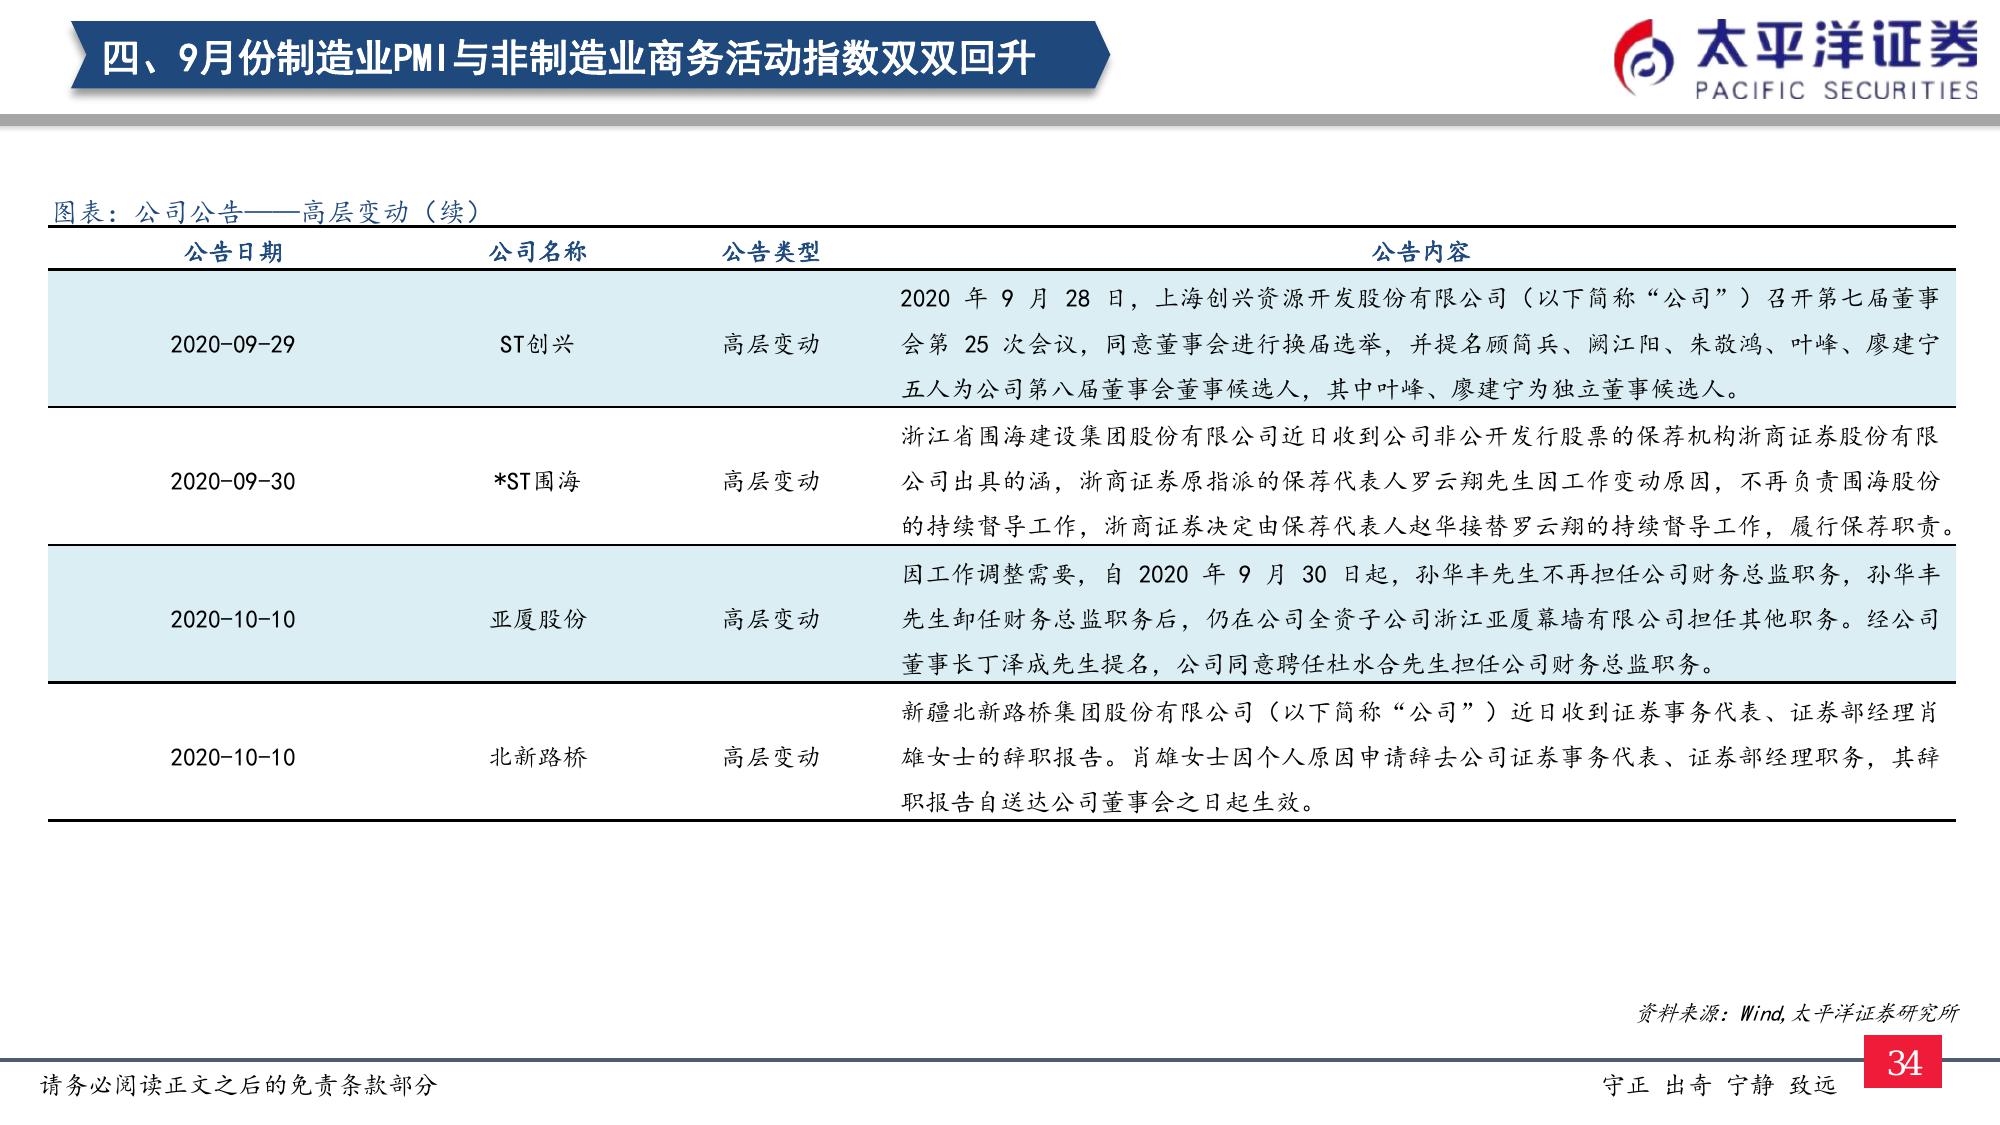 四、9月份制造业PMI与非制造业商务活动指数双双回升
太平洋证券
PACIFIC SECURITIES
图表：公司公告——高层变动（续）
公告日期 公司名称 公告类型 公告内容
2020-09-29 ST创兴 高层变动
2020 年 9 月 28 日，上海创兴资源开发股份有限公司（以下简称“公司”）召开第七届董事
会第 25 次会议，同意董事会进行换届选举，并提名顾简兵、阙江阳、朱敬鸿、叶峰、廖建宁
五人为公司第八届董事会董事候选人，其中叶峰、廖建宁为独立董事候选人。
2020-09-30 *ST围海 高层变动
浙江省围海建设集团股份有限公司近日收到公司非公开发行股票的保荐机构浙商证券股份有限
公司出具的涵，浙商证券原指派的保荐代表人罗云翔先生因工作变动原因，不再负责围海股份
的持续督导工作，浙商证券决定由保荐代表人赵华接替罗云翔的持续督导工作，履行保荐职责。
2020-10-10 亚厦股份 高层变动
因工作调整需要，自 2020 年 9 月 30 日起，孙华丰先生不再担任公司财务总监职务，孙华丰
先生卸任财务总监职务后，仍在公司全资子公司浙江亚厦幕墙有限公司担任其他职务。经公司
董事长丁泽成先生提名，公司同意聘任杜水合先生担任公司财务总监职务。
2020-10-10 北新路桥 高层变动
新疆北新路桥集团股份有限公司（以下简称“公司”）近日收到证券事务代表、证券部经理肖
雄女士的辞职报告。肖雄女士因个人原因申请辞去公司证券事务代表、证券部经理职务，其辞
职报告自送达公司董事会之日起生效。
资料来源：Wind,太平洋证券研究所
请务必阅读正文之后的免责条款部分
守正 出奇 宁静 致远
34